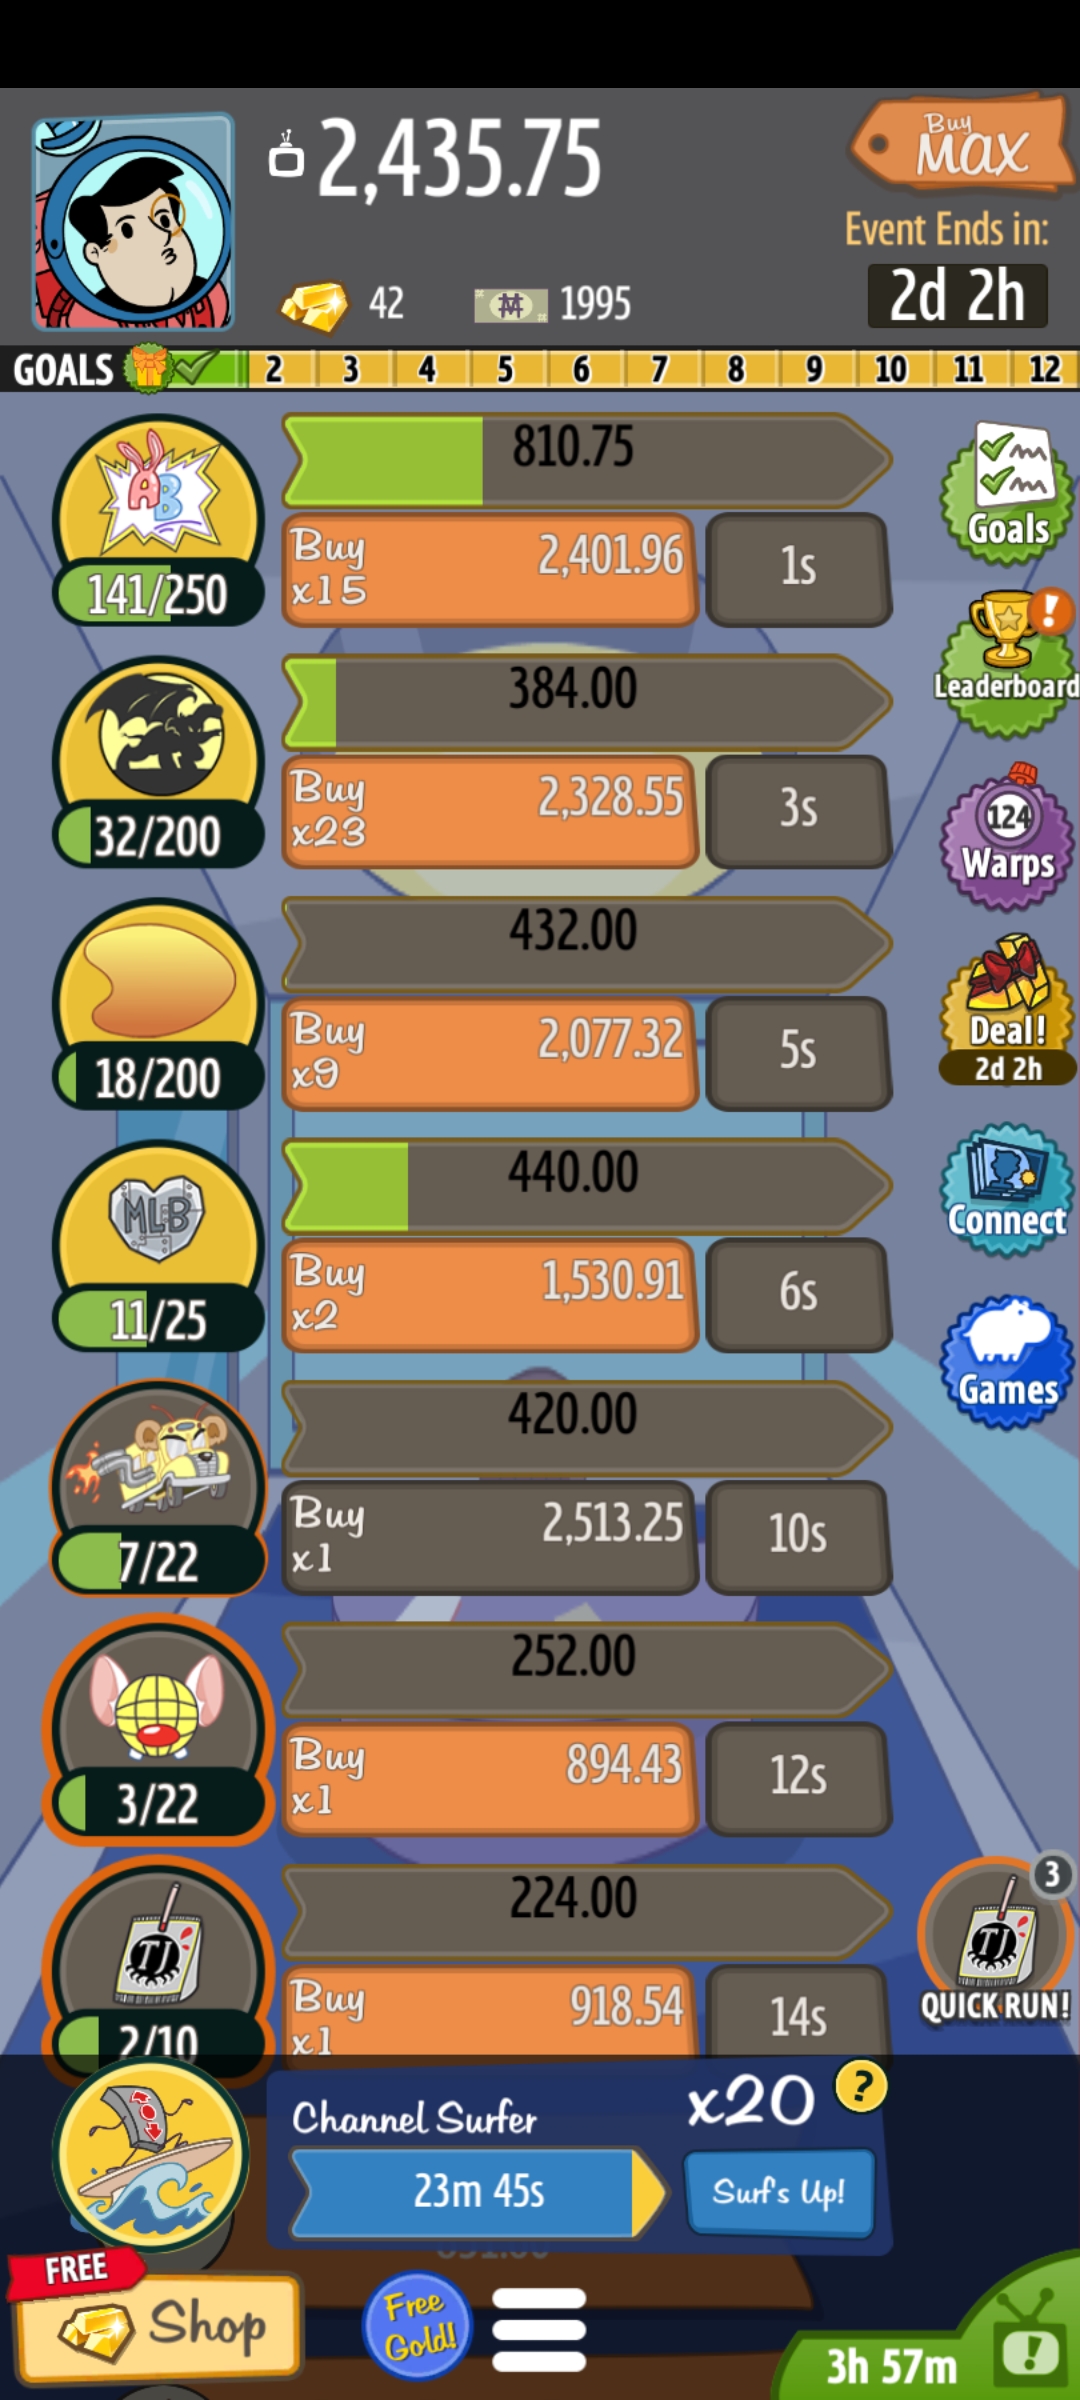 2,435.75
Buy
MAX
Event Ends in:
2d 2h
42
1995
GOALS 2 3 4 5 6 7 8 9 10 11 12
AB
141/250
810.75
Buy
x15
2,401.96
1s
Goals
32/200
384.00
Buy
x23
2,328.55
3s
Leaderboard
!
18/200
432.00
Buy
x9
2,077.32
5s
124
Warps
Deal!
2d 2h
MLB
11/25
440.00
Buy
x2
1,530.91
6s
Connect
Games
7/22
420.00
Buy
x1
2,513.25
10s
3/22
252.00
Buy
x1
894.43
12s
TJ
2/10
224.00
Buy
x1
918.54
14s
3
TJ
QUICK RUN!
Channel Surfer
x20
?
23m 45s
Surf's Up!
FREE
Shop
Free
Gold!
3h 57m
!